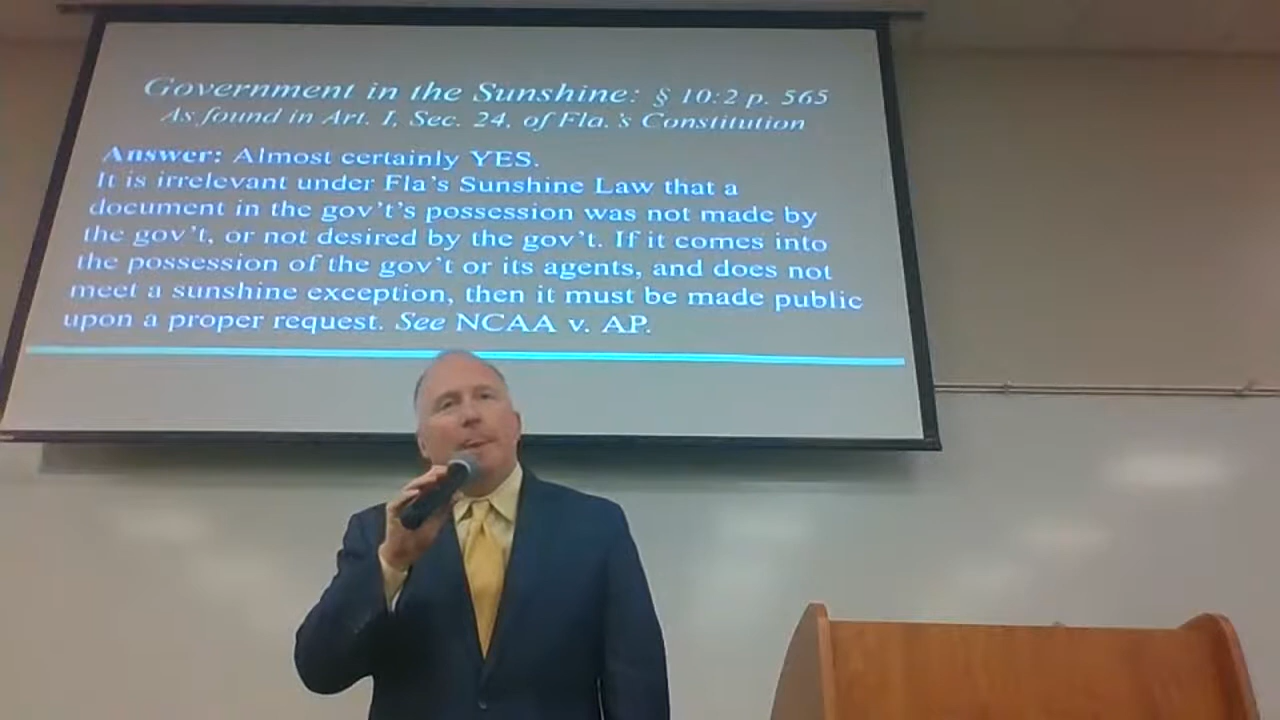 Government in the Sunshine: § 10:2 p. 565
As found in Art. I, Sec. 24, of Fla.'s Constitution
Answer: Almost certainly YES.
It is irrelevant under Fla's Sunshine Law that a
document in the gov't's possession was not made by
the gov't, or not desired by the gov't. If it comes into
the possession of the gov't or its agents, and does not
meet a sunshine exception, then it must be made public
upon a proper request. See NCAA v. AP.